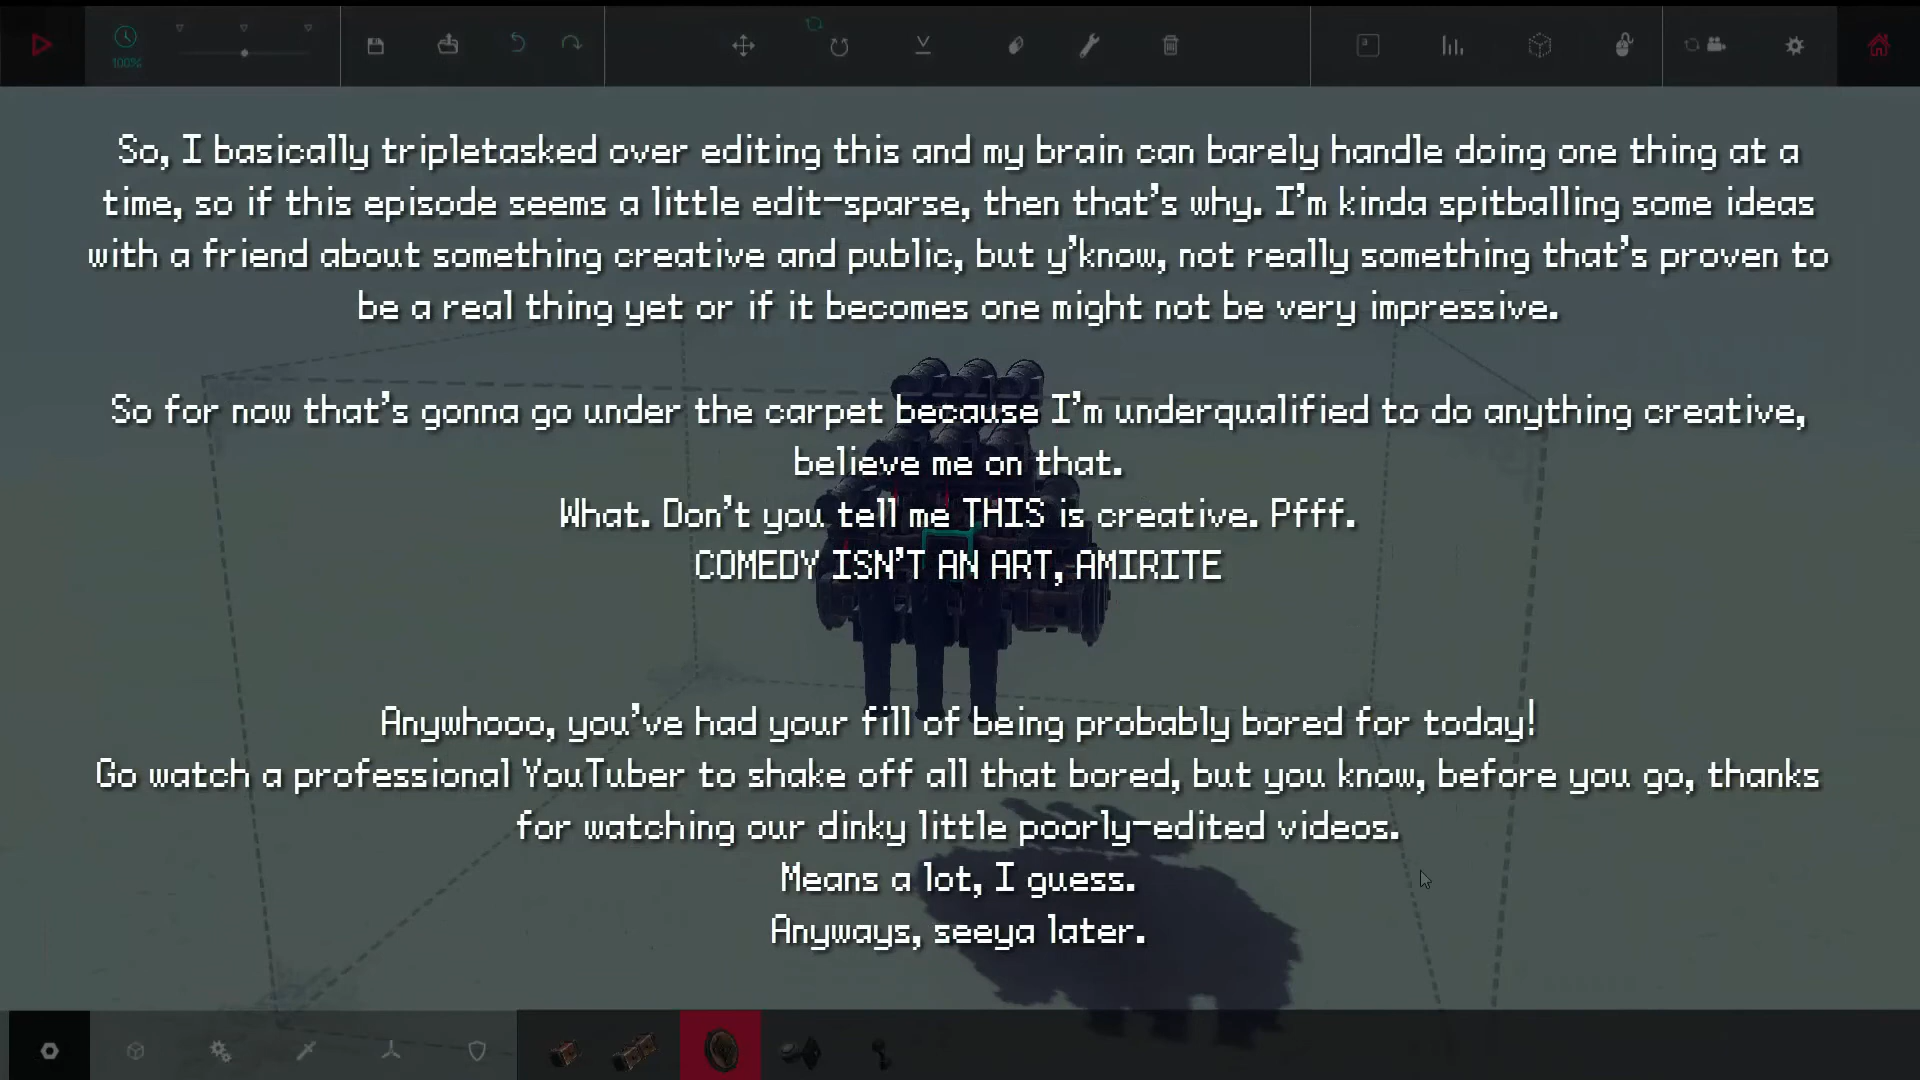 100%
So, I basically tripletasked over editing this and my brain can barely handle doing one thing at a
time, so if this episode seems a little edit-sparse, then that's why. I'm kinda spitballing some ideas
with a friend about something creative and public, but y'know, not really something that's proven to
be a real thing yet or if it becomes one might not be very impressive.
So for now that's gonna go under the carpet because I'm underqualified to do anything creative,
believe me on that.
What. Don't you tell me THIS is creative. Pfff.
COMEDY ISN'T AN ART, AMIRITE
Anywhooo, you've had your fill of being probably bored for today!
Go watch a professional YouTuber to shake off all that bored, but you know, before you go, thanks
for watching our dinky little poorly-edited videos.
Means a lot, I guess.
Anyways, seeya later.